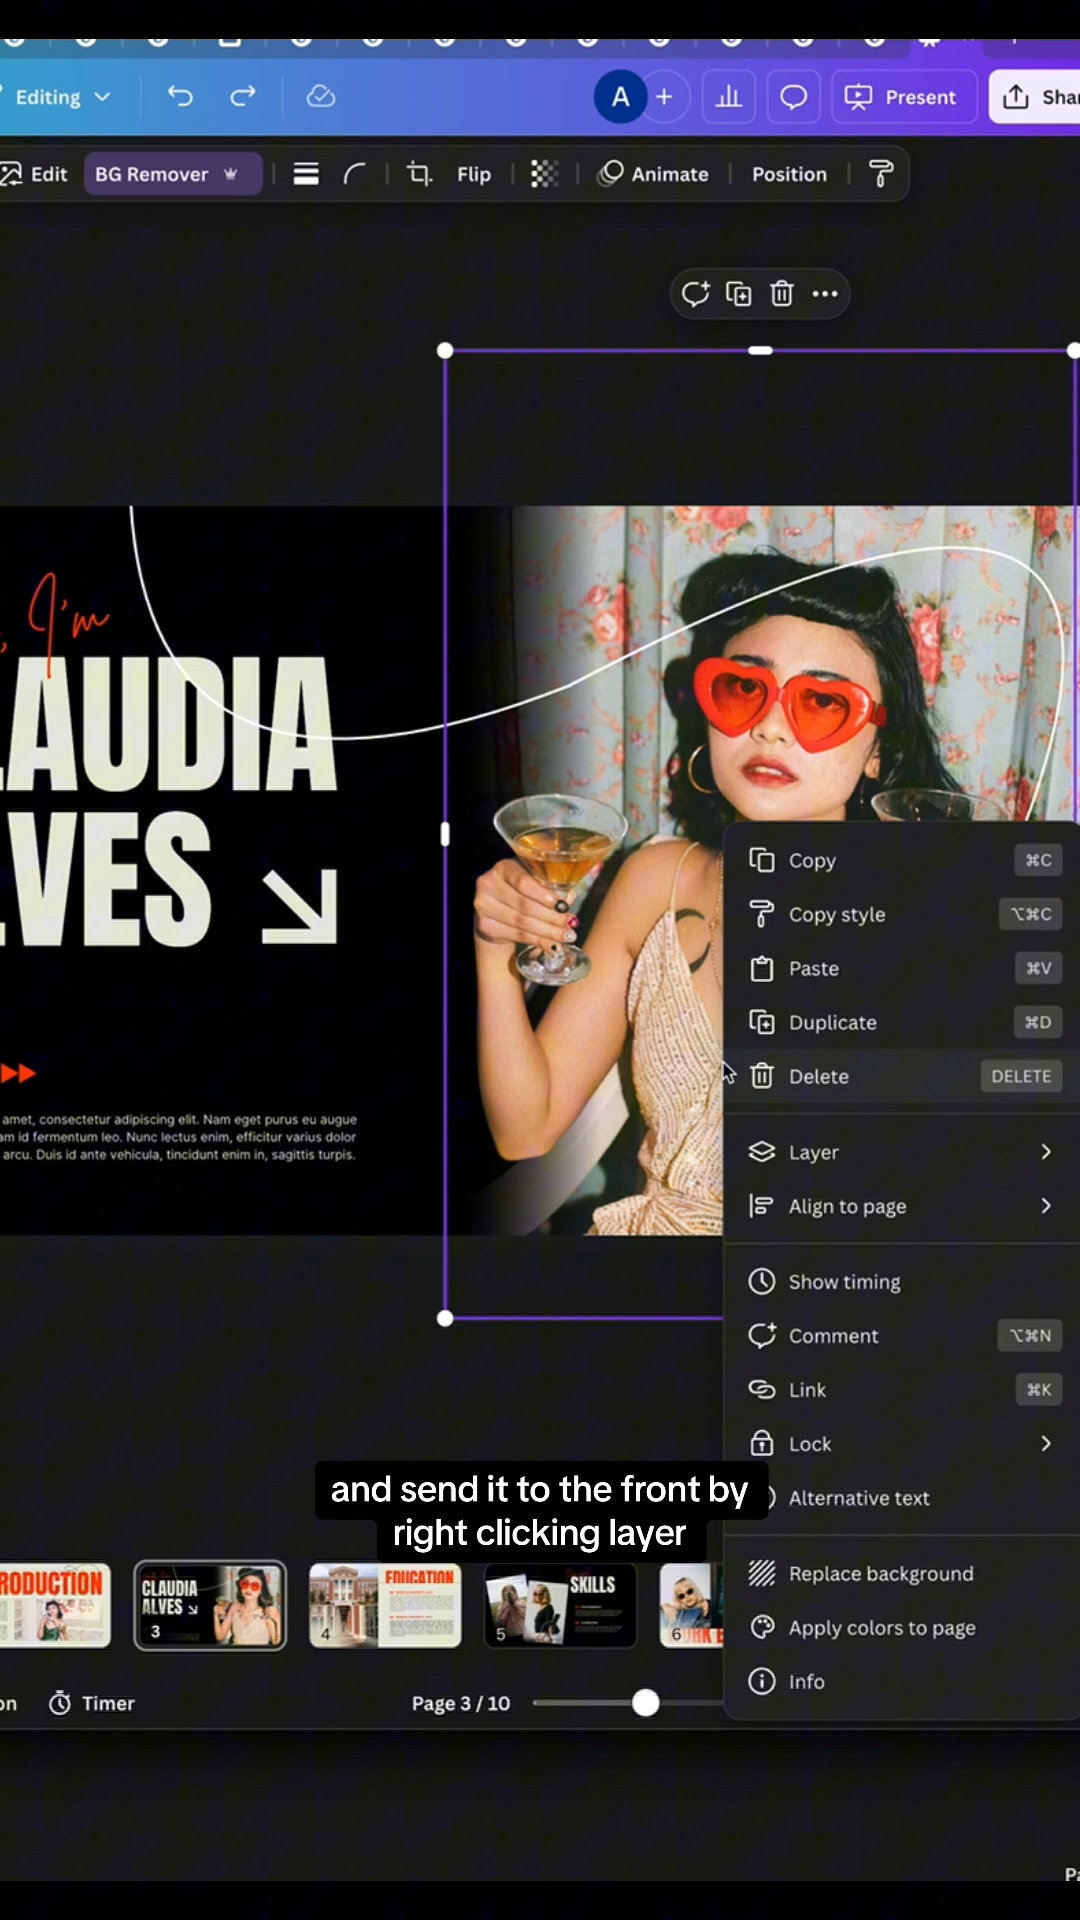 Editing
A
Present
Edit
BG Remover
Flip
Animate
Position
I'm
LAUDIA
LVES
amet, consectetur adipiscing elit. Nam eget purus eu augue
am id fermentum leo. Nunc lectus enim, efficitur varius dolor
arcu. Duis id ante vehicula, tincidunt enim in, sagittis turpis.
Copy ⌘C
Copy style ⌥⌘C
Paste ⌘V
Duplicate ⌘D
Delete DELETE
Layer
Align to page
Show timing
Comment ⌥⌘N
Link ⌘K
Lock
Alternative text
Replace background
Apply colors to page
Info
and send it to the front by
right clicking layer
RODUCTION
CLAUDIA
ALVES
3
EDUCATION
4
SKILLS
5
6
on
Timer
Page 3 / 10